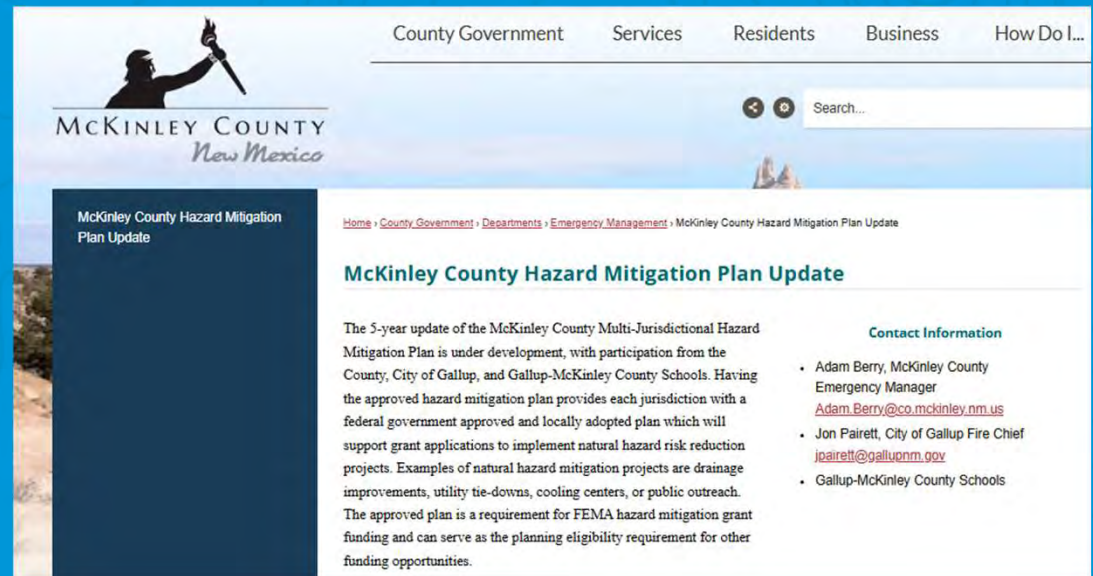 County Government Services Residents Business How Do I...
Search...
McKinley County
New Mexico
McKinley County Hazard Mitigation
Plan Update
Home › County Government › Departments › Emergency Management › McKinley County Hazard Mitigation Plan Update
McKinley County Hazard Mitigation Plan Update
The 5-year update of the McKinley County Multi-Jurisdictional Hazard
Mitigation Plan is under development, with participation from the
County, City of Gallup, and Gallup-McKinley County Schools. Having
the approved hazard mitigation plan provides each jurisdiction with a
federal government approved and locally adopted plan which will
support grant applications to implement natural hazard risk reduction
projects. Examples of natural hazard mitigation projects are drainage
improvements, utility tie-downs, cooling centers, or public outreach.
The approved plan is a requirement for FEMA hazard mitigation grant
funding and can serve as the planning eligibility requirement for other
funding opportunities.
Contact Information
• Adam Berry, McKinley County
Emergency Manager
Adam.Berry@co.mckinley.nm.us
• Jon Pairett, City of Gallup Fire Chief
jpairett@gallupnm.gov
• Gallup-McKinley County Schools